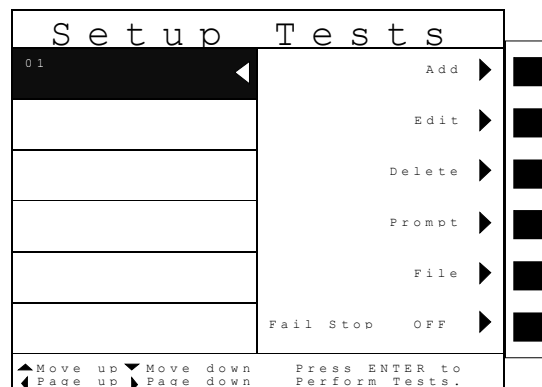 Setup Tests
01
Add
Edit
Delete
Prompt
File
Fail Stop OFF
Move up Move down Press ENTER to
Page up Page down Perform Tests.